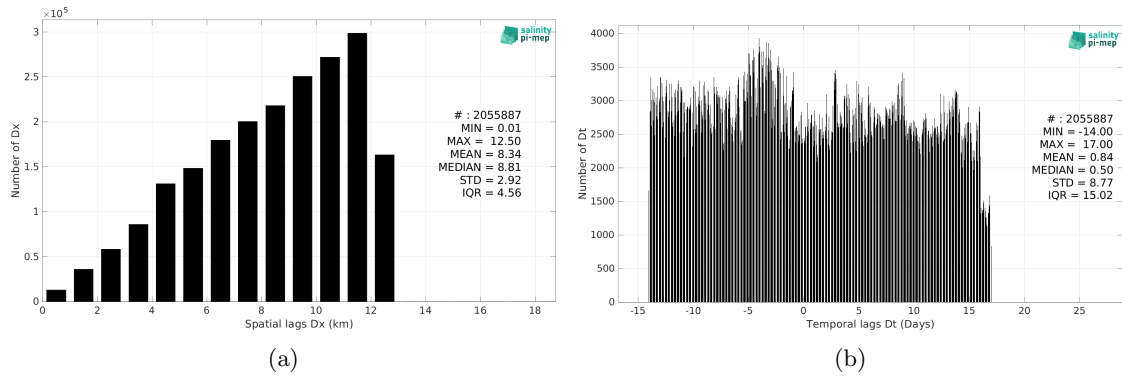 ×10^5
3
2.5
2
1.5
1
0.5
0
Number of Dx
0 2 4 6 8 10 12 14 16 18
Spatial lags Dx (km)
salinity
pi-mep
# : 2055887
MIN = 0.01
MAX = 12.50
MEAN = 8.34
MEDIAN = 8.81
STD = 2.92
IQR = 4.56
(a)
4000
3500
3000
2500
2000
1500
1000
500
0
Number of Dt
-15 -10 -5 0 5 10 15 20 25
Temporal lags Dt (Days)
salinity
pi-mep
# : 2055887
MIN = -14.00
MAX = 17.00
MEAN = 0.84
MEDIAN = 0.50
STD = 8.77
IQR = 15.02
(b)